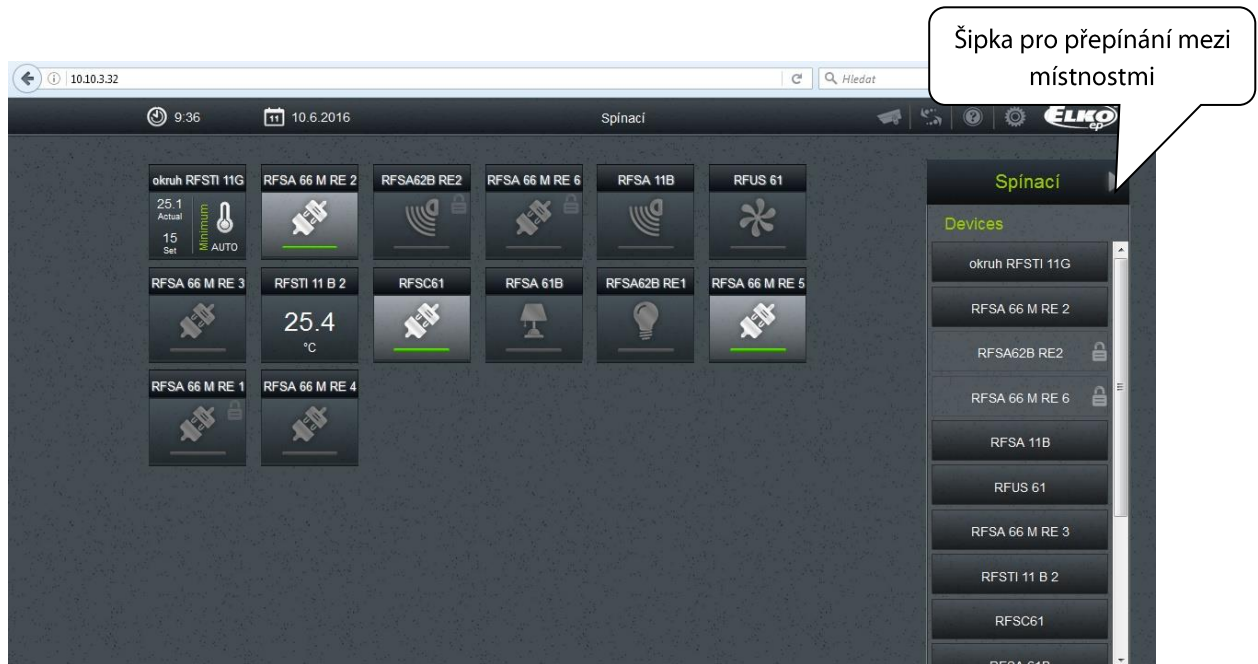 Šipka pro přepínání mezi
místnostmi
10.10.3.32
Hledat
9:36
11
10.6.2016
Spínací
ELKO
ep
okruh RFSTI 11G
RFSA 66 M RE 2
RFSA62B RE2
RFSA 66 M RE 6
RFSA 11B
RFUS 61
25.1
Actual
15
Set
Minimum
AUTO
RFSA 66 M RE 3
RFSTI 11 B 2
RFSC61
RFSA 61B
RFSA62B RE1
RFSA 66 M RE 5
25.4
°C
RFSA 66 M RE 1
RFSA 66 M RE 4
Spínací
Devices
okruh RFSTI 11G
RFSA 66 M RE 2
RFSA62B RE2
RFSA 66 M RE 6
RFSA 11B
RFUS 61
RFSA 66 M RE 3
RFSTI 11 B 2
RFSC61
RFSA 61B